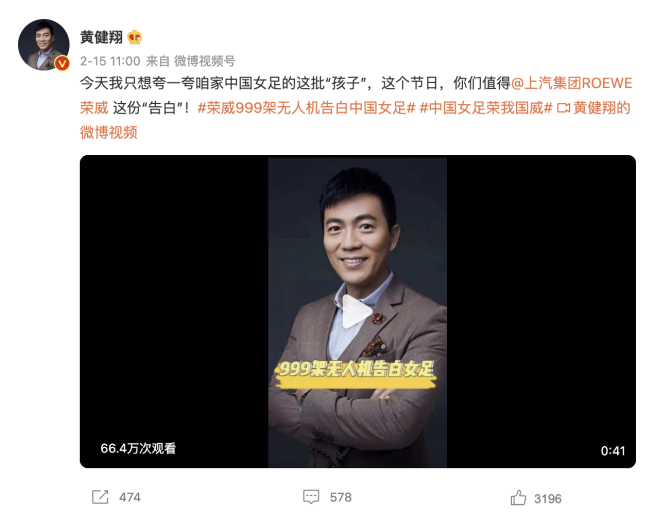 黄健翔
2-15 11:00 来自 微博视频号
今天我只想夸一夸咱家中国女足的这批“孩子”，这个节日，你们值得@上汽集团ROEWE
荣威 这份“告白”！#荣威999架无人机告白中国女足# #中国女足荣我国威# 黄健翔的
微博视频
999架无人机告白女足
66.4万次观看
0:41
474
578
3196